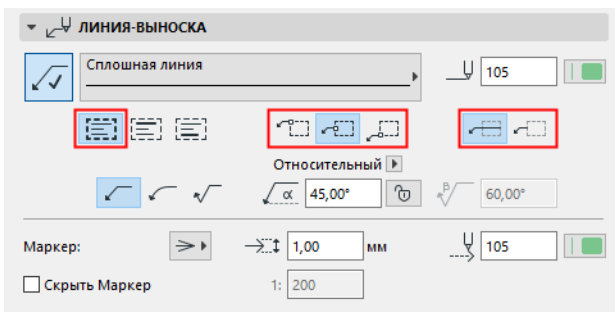 ЛИНИЯ-ВЫНОСКА
Сплошная линия
105
Относительный
α 45,00°
β 60,00°
Маркер:
1,00 мм
105
Скрыть Маркер
1: 200